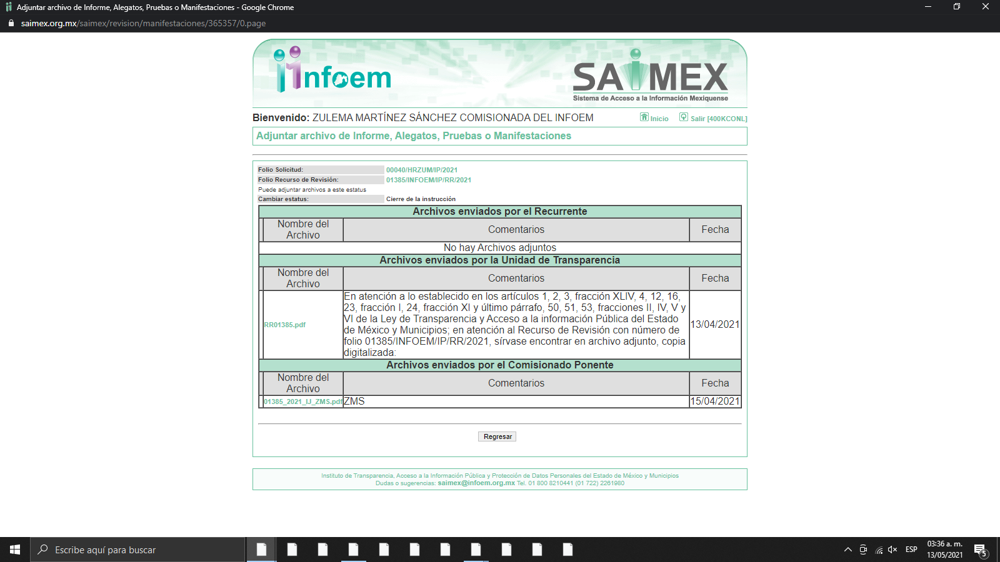 Adjuntar archivo de Informe, Alegatos, Pruebas o Manifestaciones - Google Chrome
saimex.org.mx/saimex/revision/manifestaciones/365357/0.page
infoem
SAIMEX
Sistema de Acceso a la Información Mexiquense
Bienvenido: ZULEMA MARTÍNEZ SÁNCHEZ COMISIONADA DEL INFOEM
Inicio
Salir [400KCONL]
Adjuntar archivo de Informe, Alegatos, Pruebas o Manifestaciones
Folio Solicitud: 00040/HRZUM/IP/2021
Folio Recurso de Revisión: 01385/INFOEM/IP/RR/2021
Puede adjuntar archivos a este estatus
Cambiar estatus: Cierre de la instrucción
Archivos enviados por el Recurrente
Nombre del Archivo Comentarios Fecha
No hay Archivos adjuntos
Archivos enviados por la Unidad de Transparencia
Nombre del Archivo Comentarios Fecha
RR01385.pdf
En atención a lo establecido en los artículos 1, 2, 3, fracción XLIV, 4, 12, 16,
23, fracción I, 24, fracción XI y último párrafo, 50, 51, 53, fracciones II, IV, V y
VI de la Ley de Transparencia y Acceso a la información Pública del Estado
de México y Municipios; en atención al Recurso de Revisión con número de
folio 01385/INFOEM/IP/RR/2021, sírvase encontrar en archivo adjunto, copia
digitalizada:
13/04/2021
Archivos enviados por el Comisionado Ponente
Nombre del Archivo Comentarios Fecha
01385_2021_IJ_ZMS.pdf ZMS 15/04/2021
Regresar
Instituto de Transparencia, Acceso a la Información Pública y Protección de Datos Personales del Estado de México y Municipios
Dudas o sugerencias: saimex@infoem.org.mx Tel. 01 800 8210441 (01 722) 2261980
Escribe aquí para buscar
ESP
03:36 a. m.
13/05/2021
5